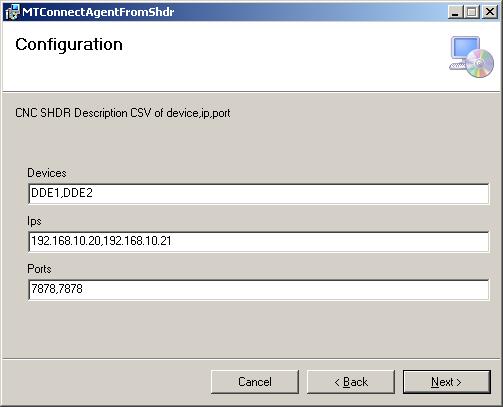 MTConnectAgentFromShdr
Configuration
CNC SHDR Description CSV of device,ip,port
Devices
DDE1,DDE2
Ips
192.168.10.20,192.168.10.21
Ports
7878,7878
Cancel
< Back
Next >